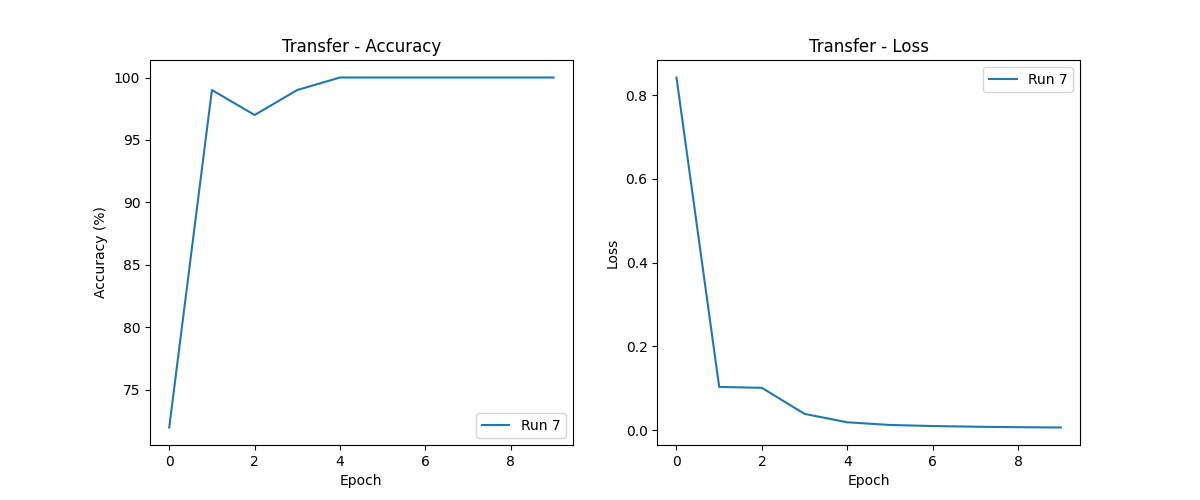 Transfer - Accuracy
100
95
90
85
80
75
Accuracy (%)
0 2 4 6 8
Epoch
Run 7
Transfer - Loss
0.8
0.6
0.4
0.2
0.0
Loss
0 2 4 6 8
Epoch
Run 7